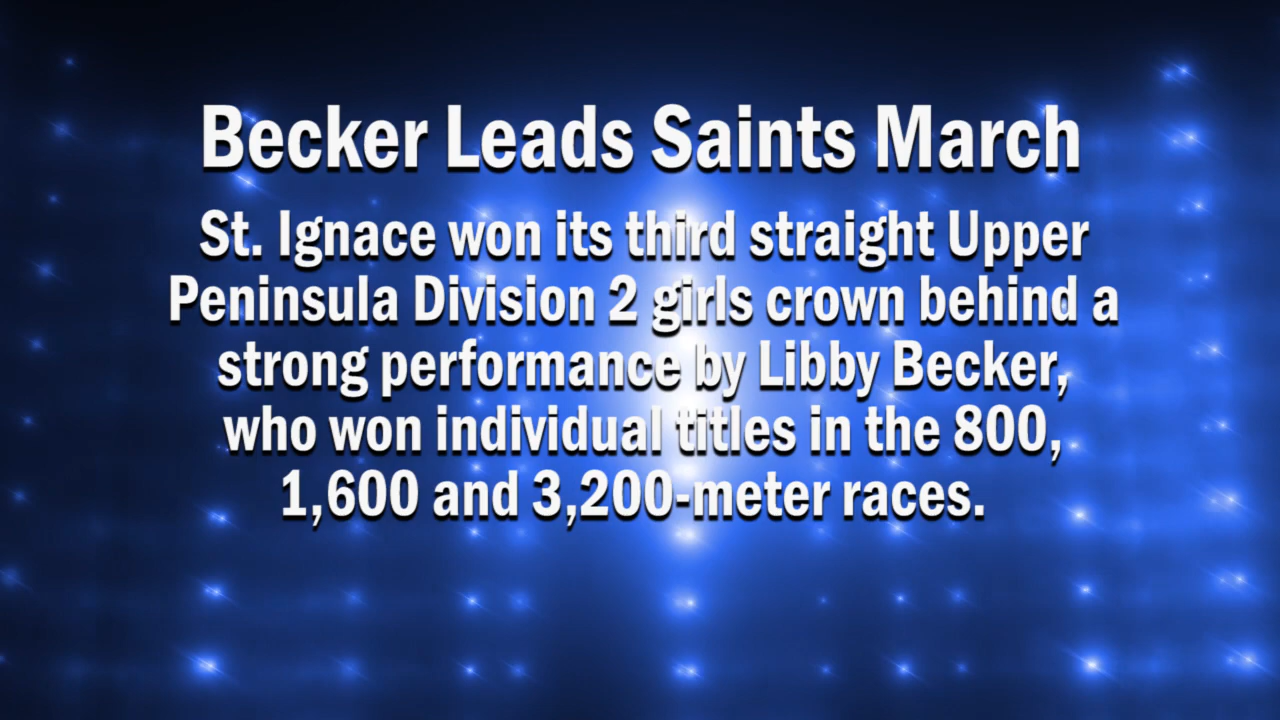 Becker Leads Saints March
St. Ignace won its third straight Upper
Peninsula Division 2 girls crown behind a
strong performance by Libby Becker,
who won individual titles in the 800,
1,600 and 3,200-meter races.